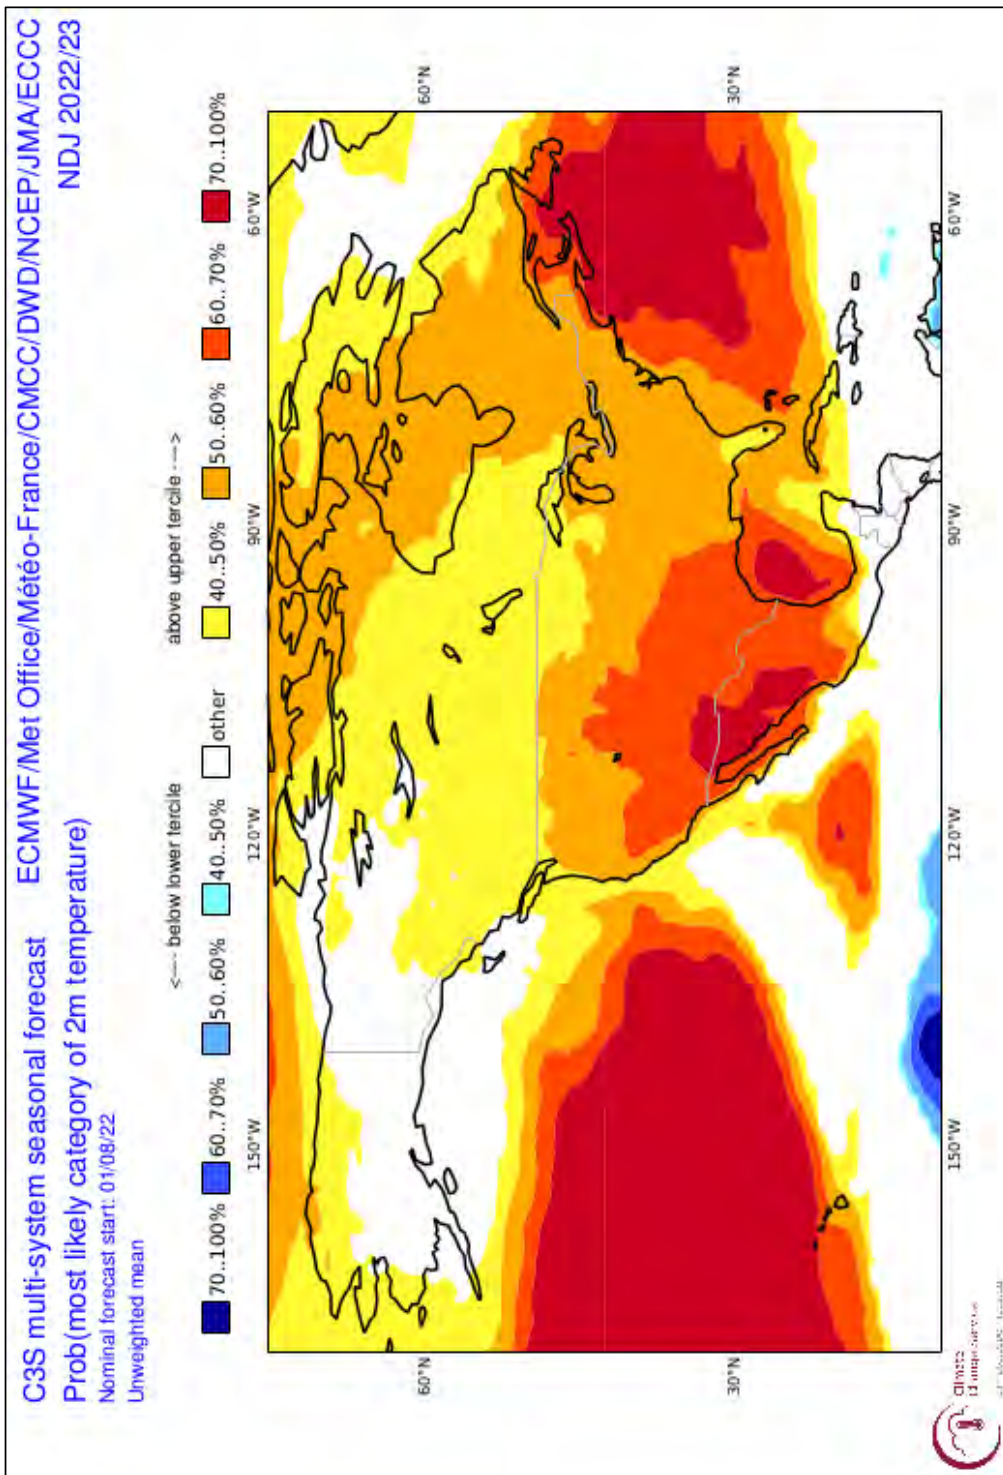 C3S multi-system seasonal forecast ECMWF/Met Office/Météo-France/CMCC/DWD/NCEP/JMA/ECCC
Prob(most likely category of 2m temperature) NDJ 2022/23
Nominal forecast start: 01/08/22
Unweighted mean
<---- below lower tercile above upper tercile ---->
70..100% 60..70% 50..60% 40..50% other 40..50% 50..60% 60..70% 70..100%
150°W 120°W 90°W 60°W
60°N 60°N
30°N 30°N
150°W 120°W 90°W 60°W
Climate